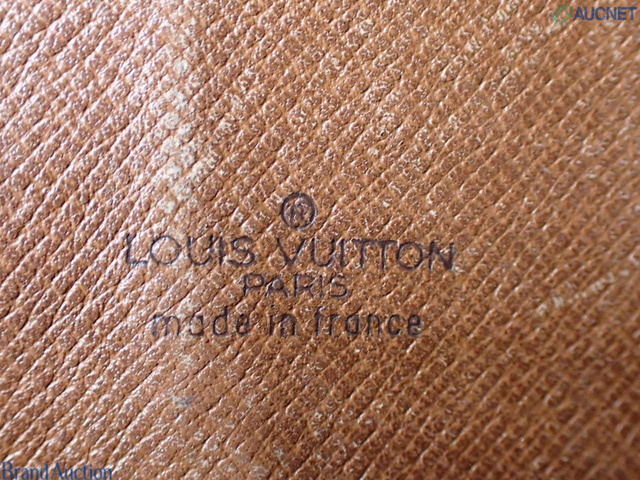 AUCNET
®
LOUIS VUITTON
PARIS
made in france
Brand Auction